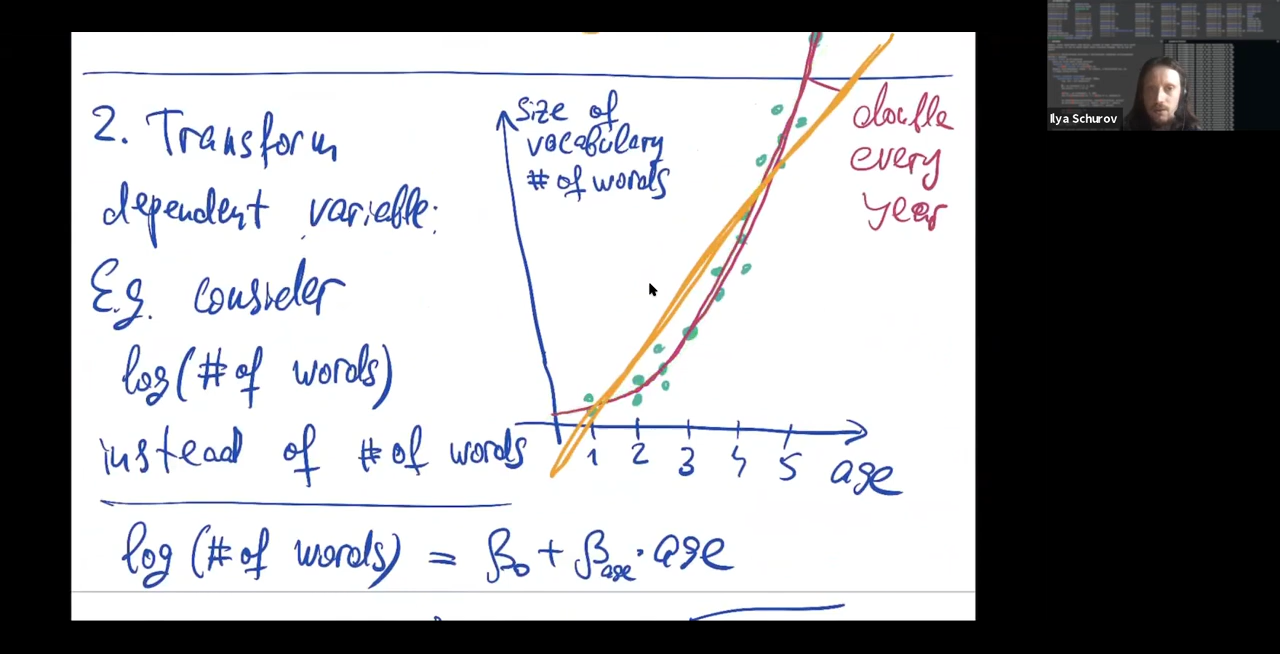 2. Transform
dependent variable:
E.g. consider
log(# of words)
instead of # of words
log (# of words) = β₀ + βage · age
Size of
vocabulary
# of words
1 2 3 4 5 age
double
every
year
Ilya Schurov